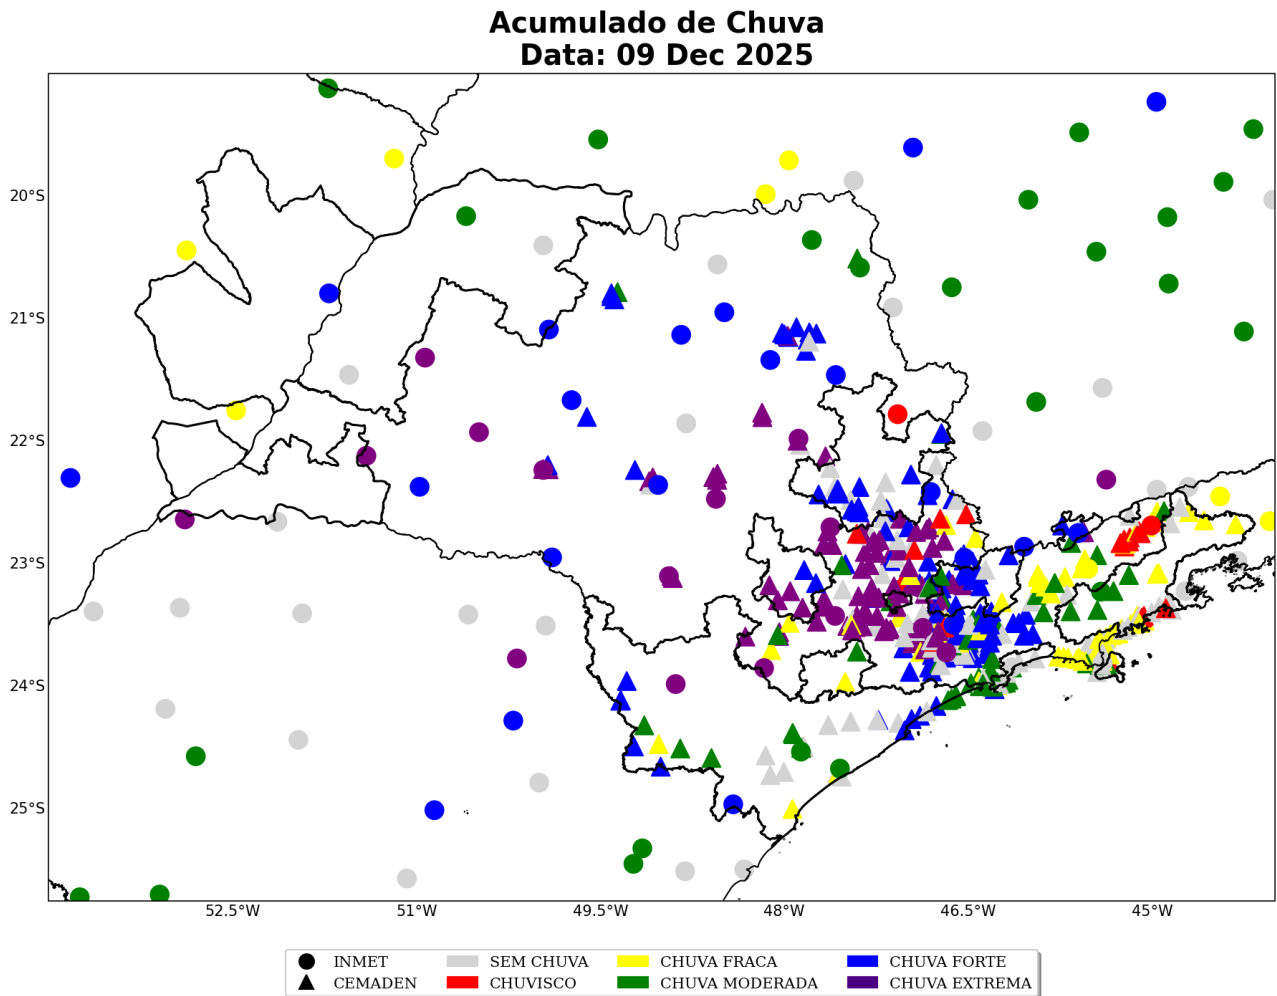 Acumulado de Chuva
Data: 09 Dec 2025
20°S
21°S
22°S
23°S
24°S
25°S
52.5°W 51°W 49.5°W 48°W 46.5°W 45°W
INMET SEM CHUVA CHUVA FRACA CHUVA FORTE
CEMADEN CHUVISCO CHUVA MODERADA CHUVA EXTREMA